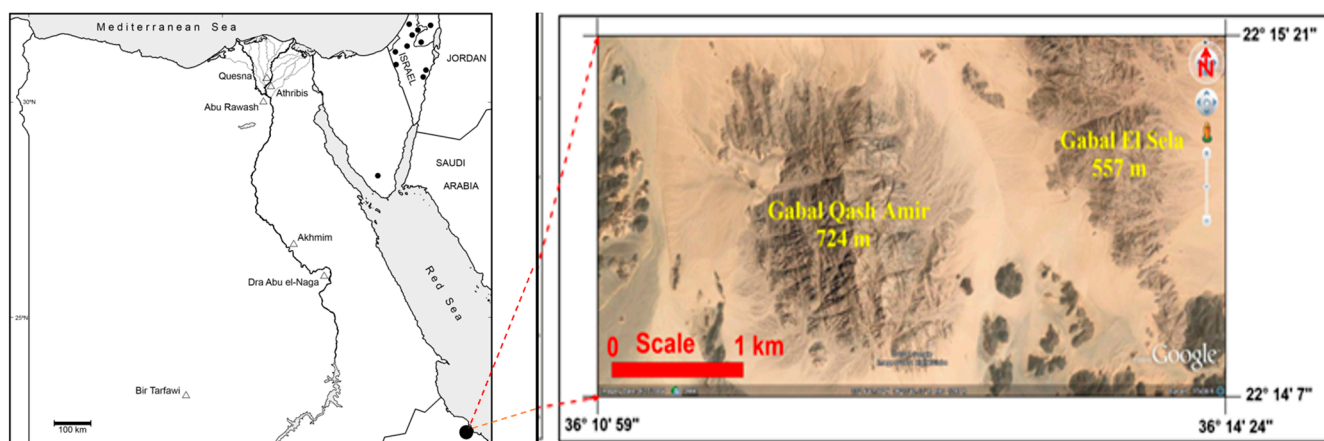 Mediterranean Sea
Quesna
Athribis
Abu Rawash
ISRAEL
JORDAN
30°N
SAUDI
ARABIA
Akhmim
Dra Abu el-Naga
Red Sea
25°N
Bir Tarfawi
100 km
22° 15' 21"
N
Gabal El Sela
557 m
Gabal Qash Amir
724 m
0 Scale 1 km
Google
22° 14' 7"
36° 10' 59"
36° 14' 24"